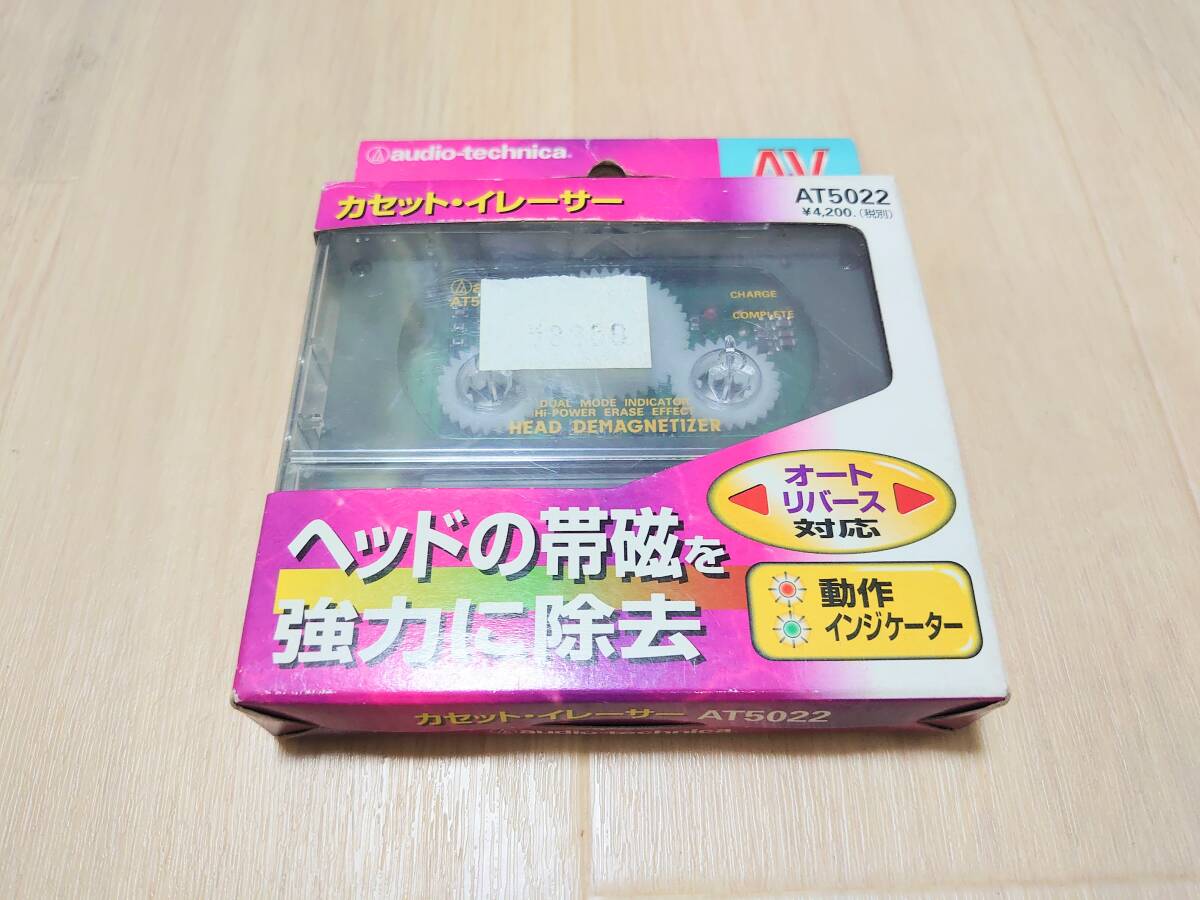 audio-technica®
AV
カセット・イレーサー
AT5022
¥4,200.(税別)
CHARGE
COMPLETE
DUAL MODE INDICATOR
Hi-POWER ERASE EFFECT
HEAD DEMAGNETIZER
オート
リバース
対応
ヘッドの帯磁を
強力に除去
動作
インジケーター
カセット・イレーサー AT5022
audio-technica